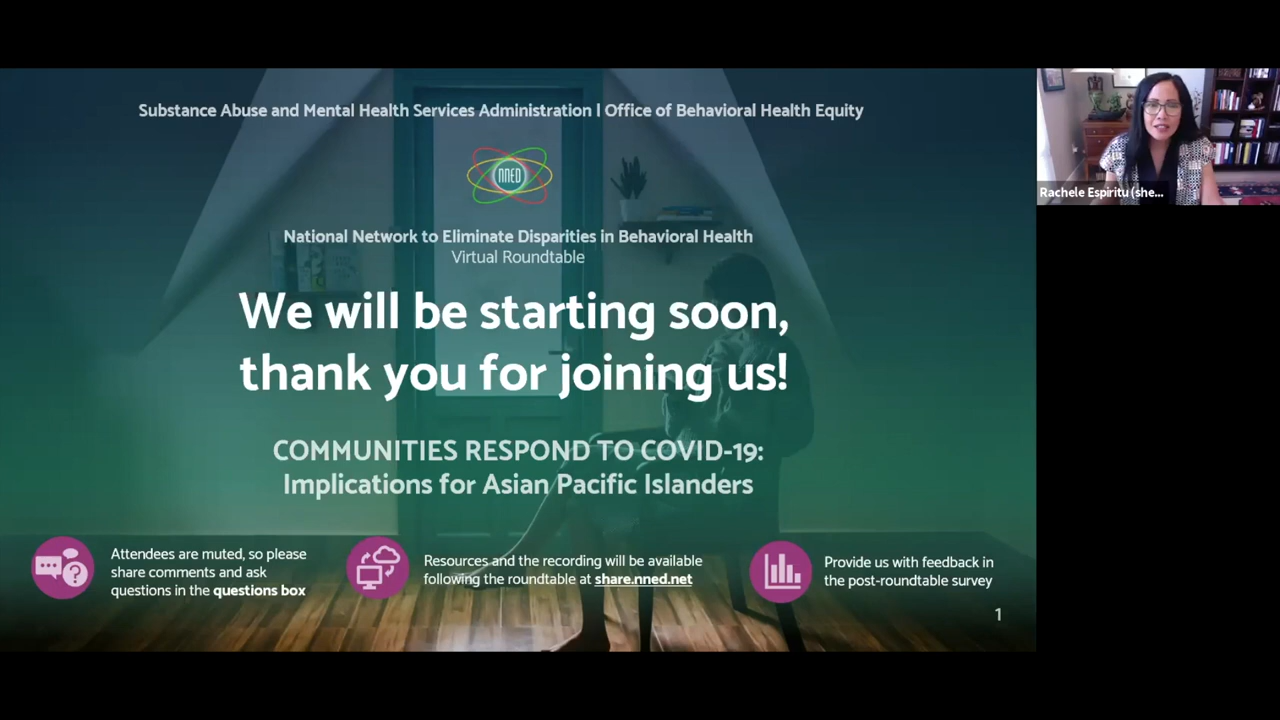 Substance Abuse and Mental Health Services Administration | Office of Behavioral Health Equity
NNED
National Network to Eliminate Disparities in Behavioral Health
Virtual Roundtable
We will be starting soon,
thank you for joining us!
COMMUNITIES RESPOND TO COVID-19:
Implications for Asian Pacific Islanders
Attendees are muted, so please
share comments and ask
questions in the questions box
Resources and the recording will be available
following the roundtable at share.nned.net
Provide us with feedback in
the post-roundtable survey
1
Rachele Espiritu (she...